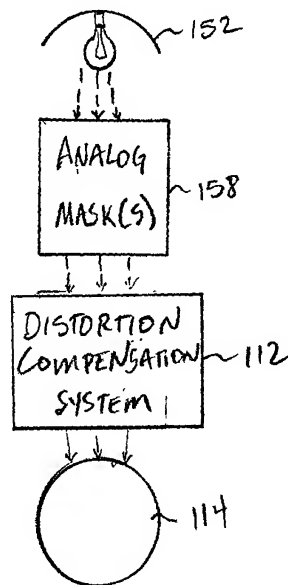 152
ANALOG
MASK(S)
158
DISTORTION
COMPENSATION
SYSTEM
112
114